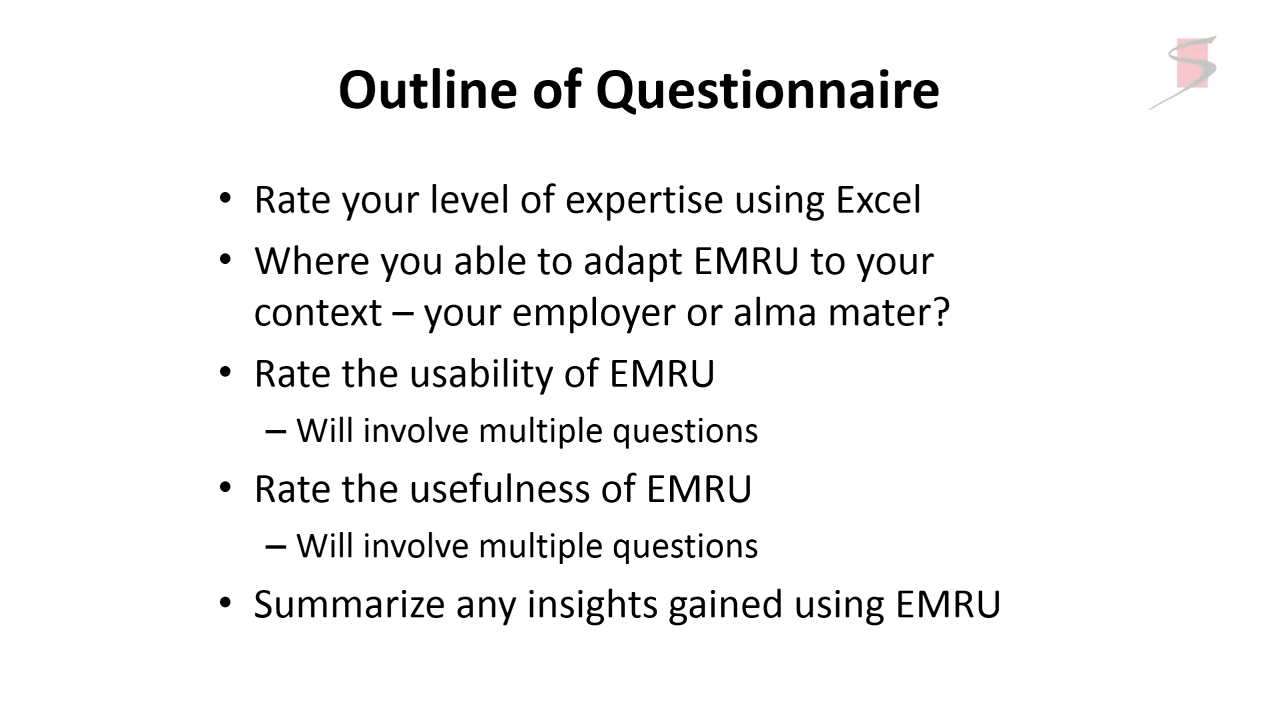 Outline of Questionnaire
• Rate your level of expertise using Excel
• Where you able to adapt EMRU to your
context – your employer or alma mater?
• Rate the usability of EMRU
– Will involve multiple questions
• Rate the usefulness of EMRU
– Will involve multiple questions
• Summarize any insights gained using EMRU